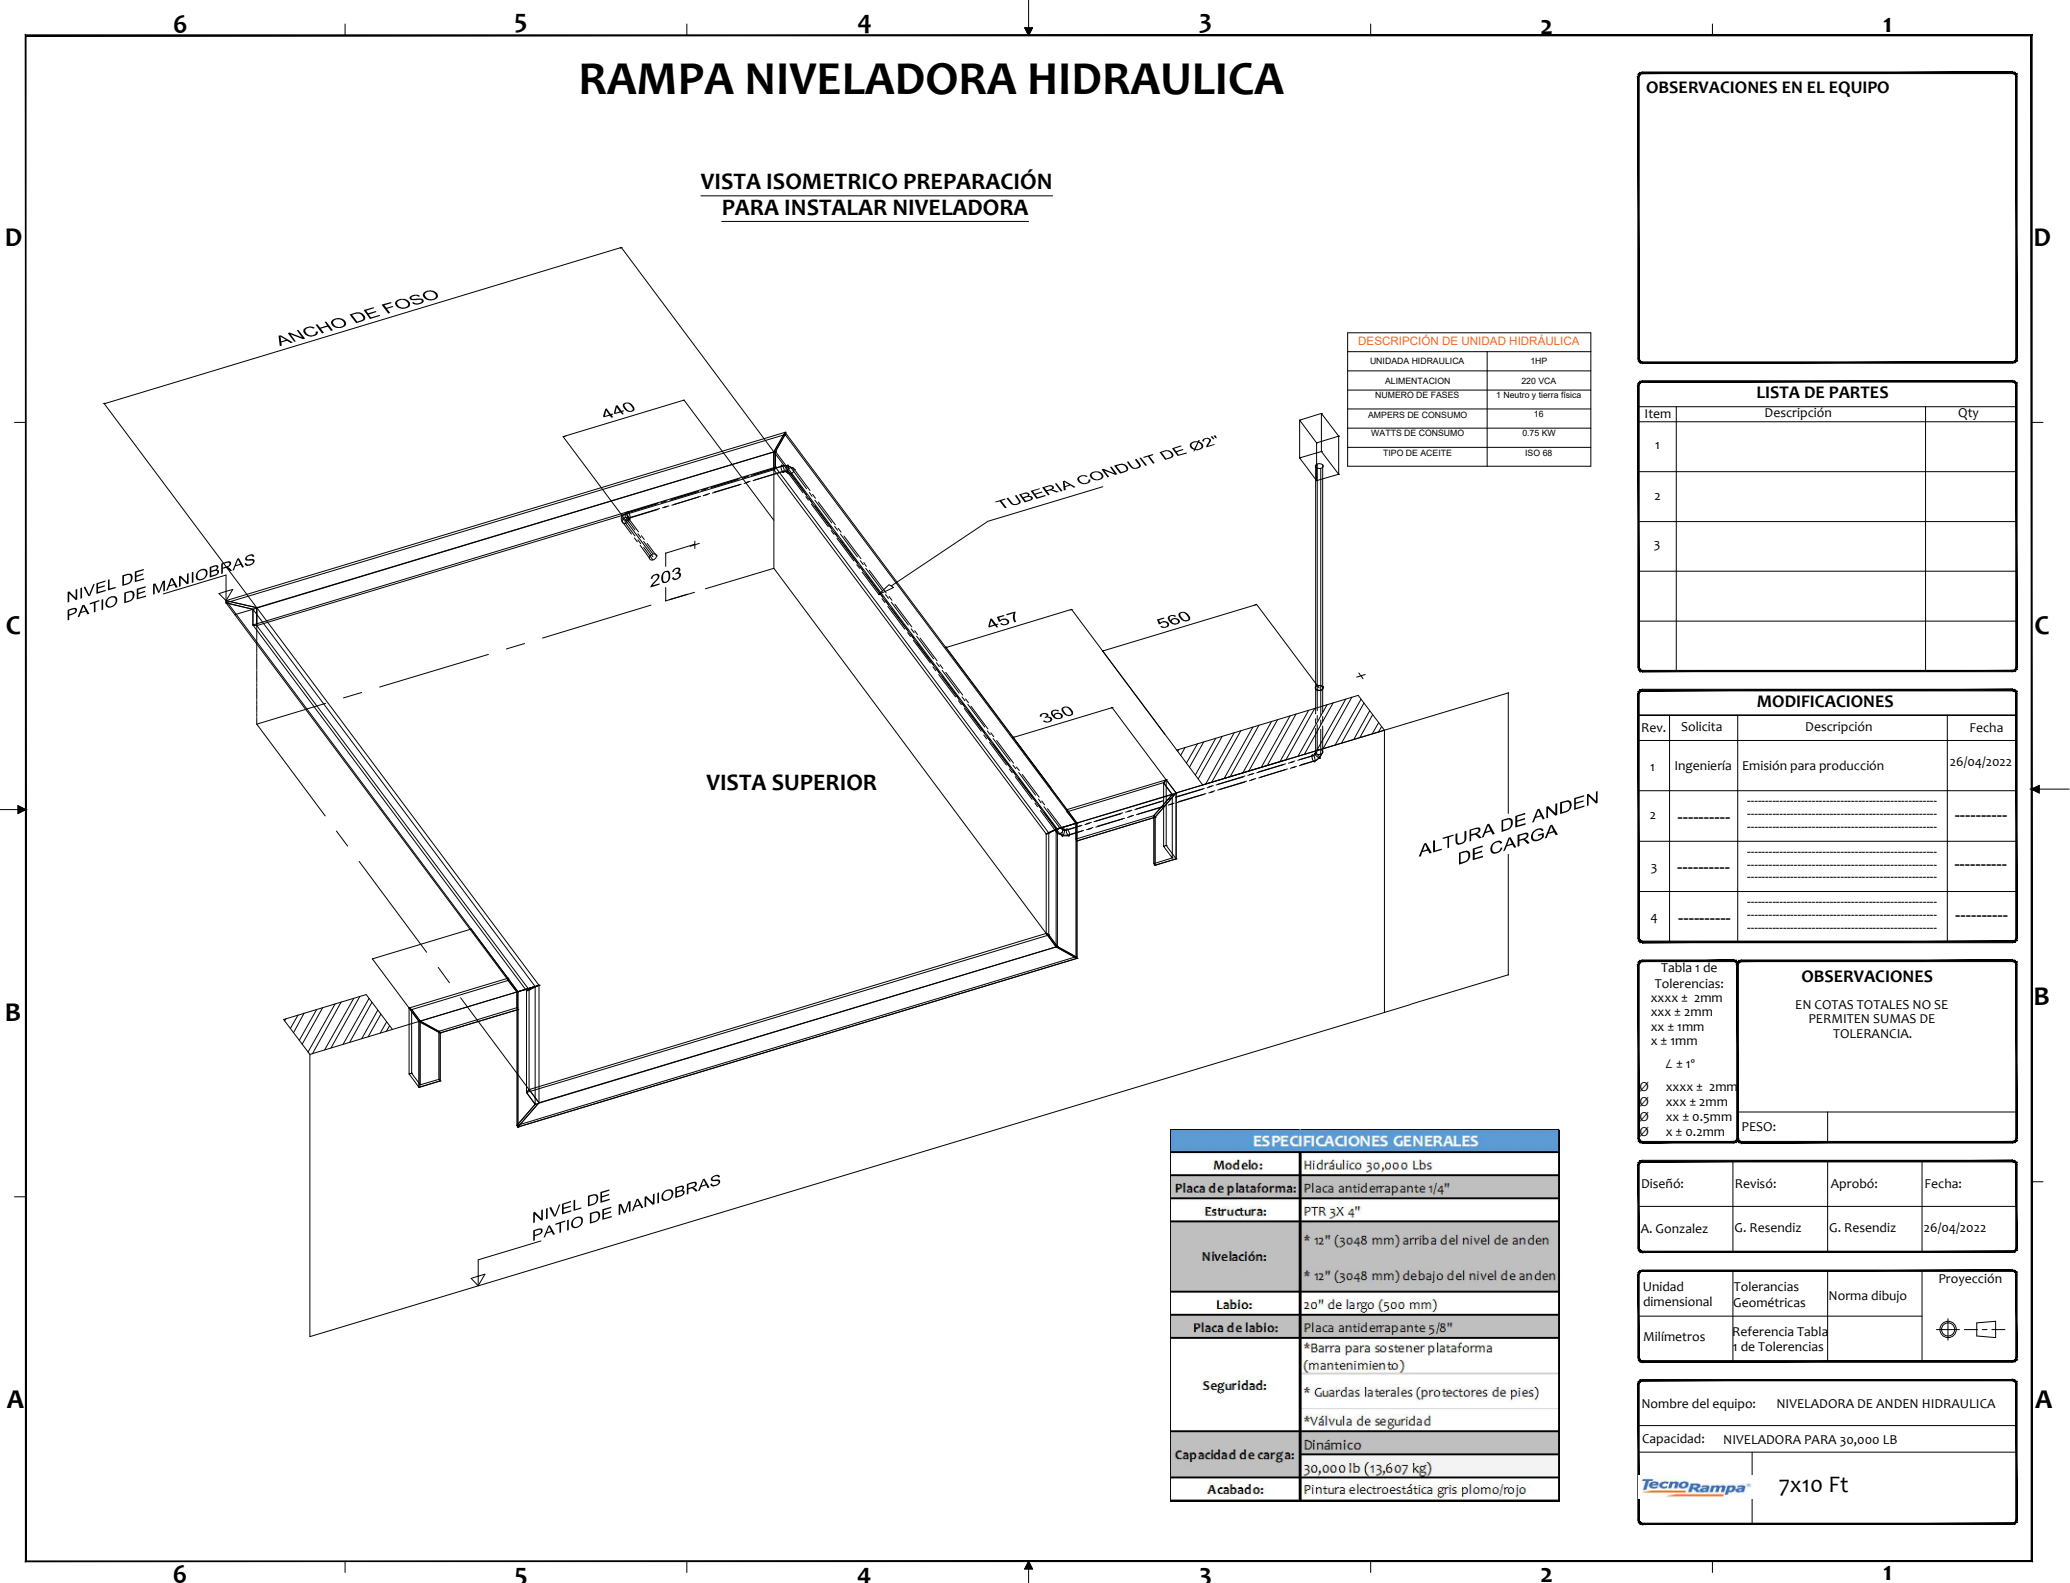 6 5 4 3 2 1
RAMPA NIVELADORA HIDRAULICA
VISTA ISOMETRICO PREPARACIÓN
PARA INSTALAR NIVELADORA
D
D
ANCHO DE FOSO
440
TUBERIA CONDUIT DE Ø2"
NIVEL DE
PATIO DE MANIOBRAS
203
457
560
360
C
C
VISTA SUPERIOR
ALTURA DE ANDEN
DE CARGA
B
B
NIVEL DE
PATIO DE MANIOBRAS
A
A
DESCRIPCIÓN DE UNIDAD HIDRÁULICA
UNIDADA HIDRAULICA 1HP
ALIMENTACION 220 VCA
NUMERO DE FASES 1 Neutro y tierra física
AMPERS DE CONSUMO 16
WATTS DE CONSUMO 0.75 KW
TIPO DE ACEITE ISO 68
ESPECIFICACIONES GENERALES
Modelo: Hidráulico 30,000 Lbs
Placa de plataforma: Placa antiderrapante 1/4"
Estructura: PTR 3X 4"
Nivelación:
* 12" (3048 mm) arriba del nivel de anden
* 12" (3048 mm) debajo del nivel de anden
Labio: 20" de largo (500 mm)
Placa de labio: Placa antiderrapante 5/8"
Seguridad:
*Barra para sostener plataforma
(mantenimiento)
* Guardas laterales (protectores de pies)
*Válvula de seguridad
Capacidad de carga:
Dinámico
30,000 lb (13,607 kg)
Acabado: Pintura electroestática gris plomo/rojo
OBSERVACIONES EN EL EQUIPO
LISTA DE PARTES
Item Descripción Qty
1
2
3
MODIFICACIONES
Rev. Solicita Descripción Fecha
1 Ingeniería Emisión para producción 26/04/2022
2 ---------- ----------
3 ---------- ----------
4 ---------- ----------
Tabla 1 de
Tolerencias:
xxxx ± 2mm
xxx ± 2mm
xx ± 1mm
x ± 1mm
∠ ± 1°
Ø xxxx ± 2mm
Ø xxx ± 2mm
Ø xx ± 0.5mm
Ø x ± 0.2mm
OBSERVACIONES
EN COTAS TOTALES NO SE
PERMITEN SUMAS DE
TOLERANCIA.
PESO:
Diseñó: Revisó: Aprobó: Fecha:
A. Gonzalez G. Resendiz G. Resendiz 26/04/2022
Unidad
dimensional
Tolerancias
Geométricas
Norma dibujo
Proyección
Milímetros
Referencia Tabla
1 de Tolerencias
Nombre del equipo: NIVELADORA DE ANDEN HIDRAULICA
Capacidad: NIVELADORA PARA 30,000 LB
TecnoRampa
7x10 Ft
6 5 4 3 2 1